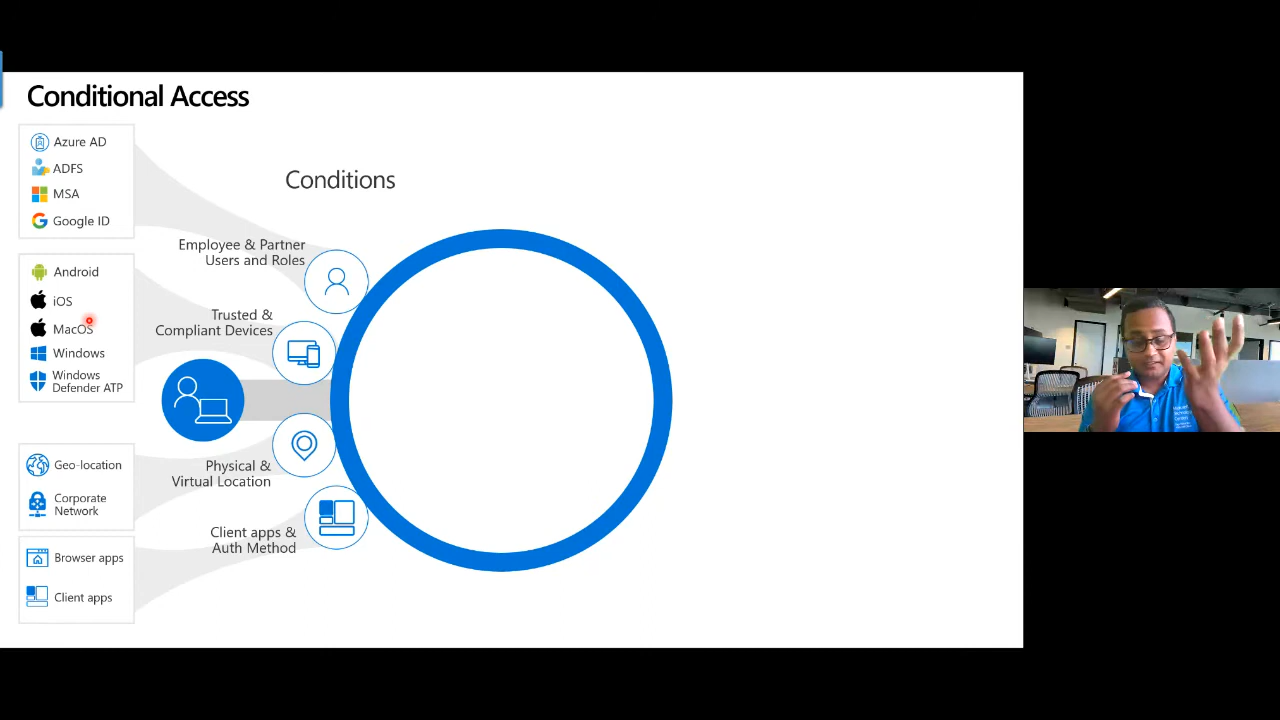 Conditional Access
Azure AD
ADFS
MSA
Google ID
Android
iOS
MacOS
Windows
Windows
Defender ATP
Geo-location
Corporate
Network
Browser apps
Client apps
Conditions
Employee & Partner
Users and Roles
Trusted &
Compliant Devices
Physical &
Virtual Location
Client apps &
Auth Method